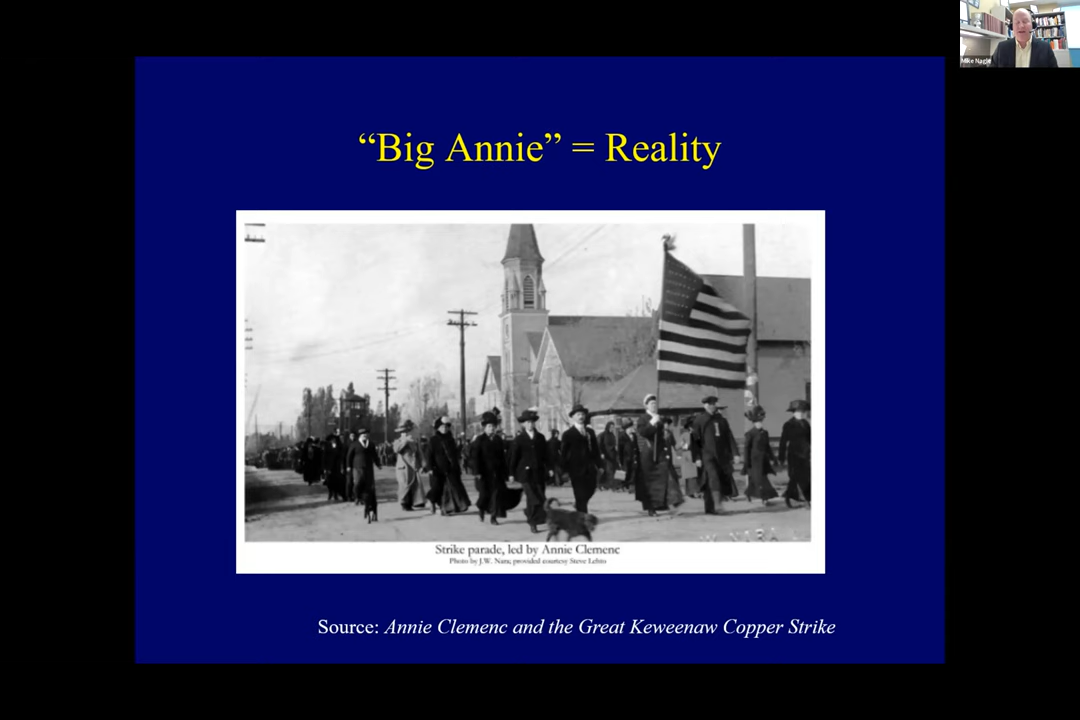 Mike Nagle
“Big Annie” = Reality
Strike parade, led by Annie Clemenc
Photo by J.W. Nara; provided courtesy Steve Lehto
Source: Annie Clemenc and the Great Keweenaw Copper Strike